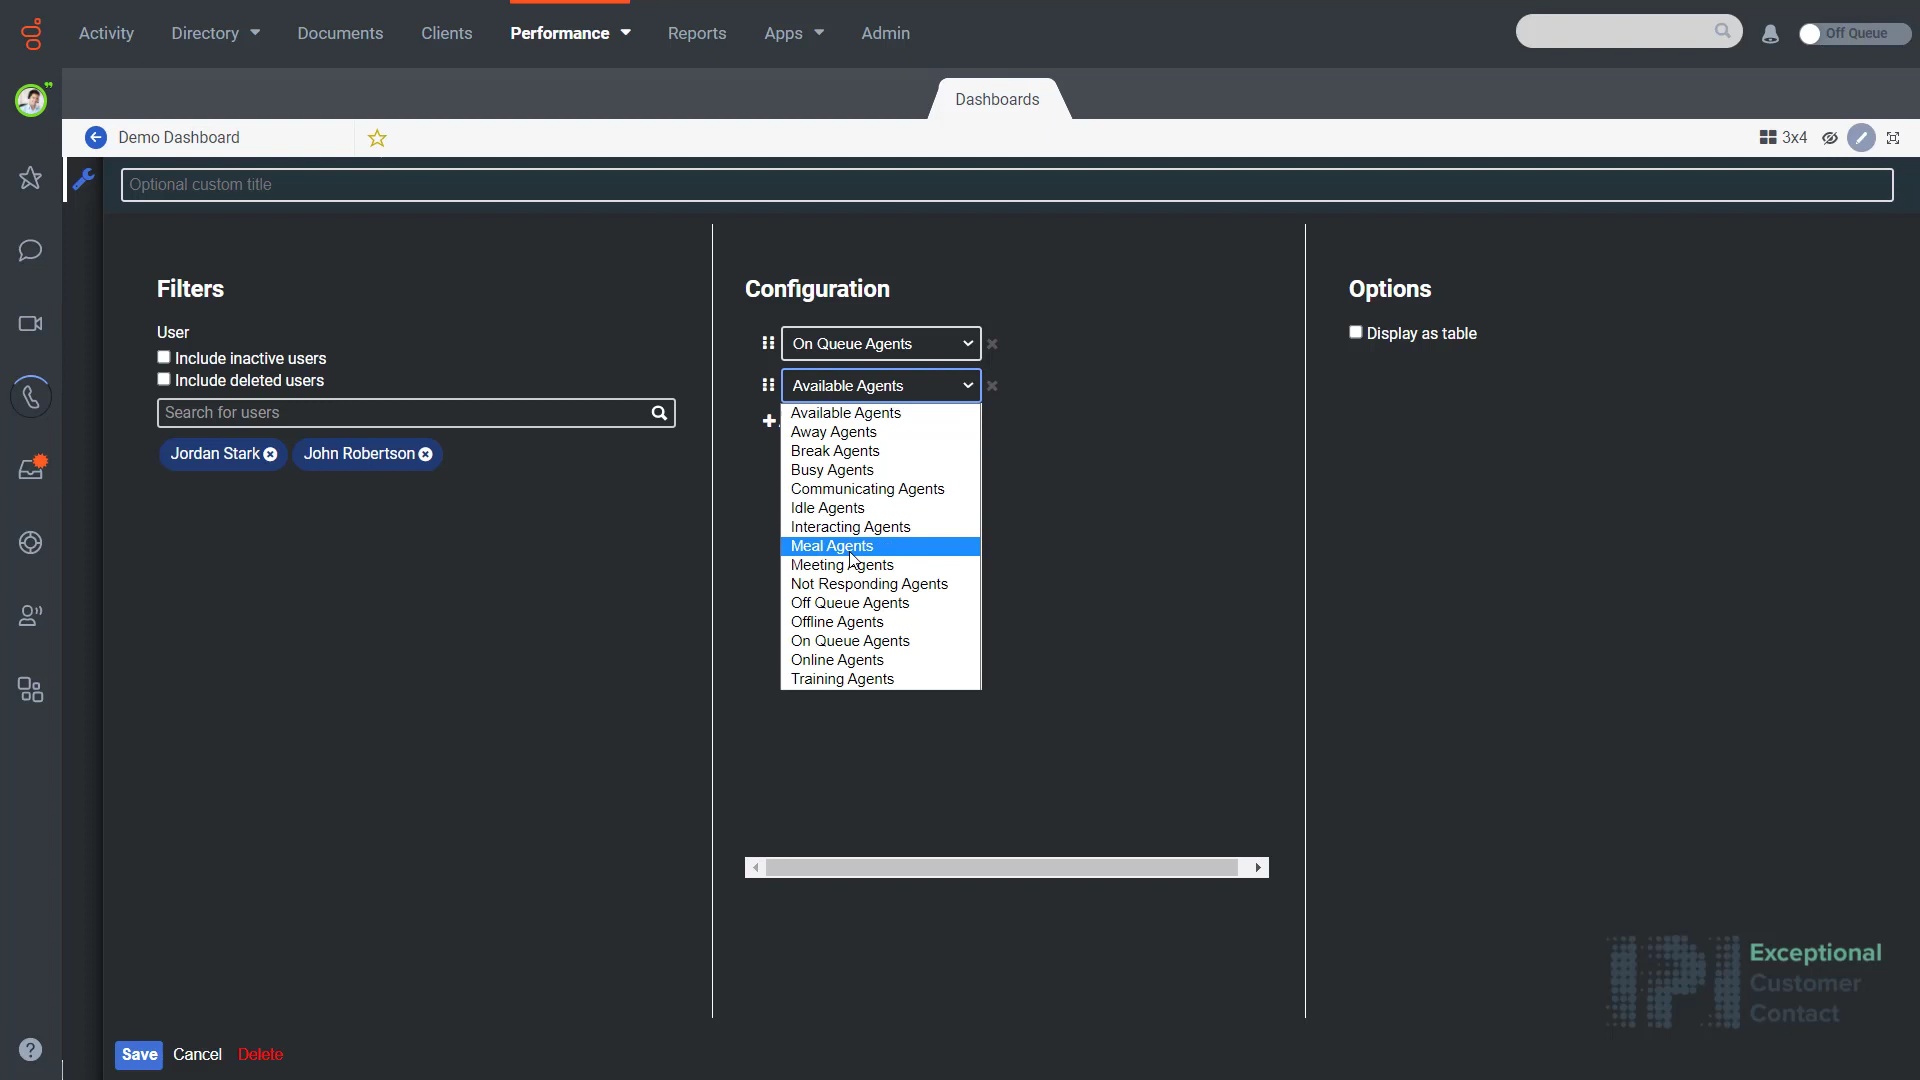 Activity
Directory
Documents
Clients
Performance
Reports
Apps
Admin
Off Queue
Dashboards
Demo Dashboard
3x4
Optional custom title
Filters
User
Include inactive users
Include deleted users
Search for users
Jordan Stark
John Robertson
Configuration
On Queue Agents
Available Agents
Available Agents
Away Agents
Break Agents
Busy Agents
Communicating Agents
Idle Agents
Interacting Agents
Meal Agents
Meeting Agents
Not Responding Agents
Off Queue Agents
Offline Agents
On Queue Agents
Online Agents
Training Agents
Options
Display as table
IPI
Exceptional
Customer
Contact
Save
Cancel
Delete